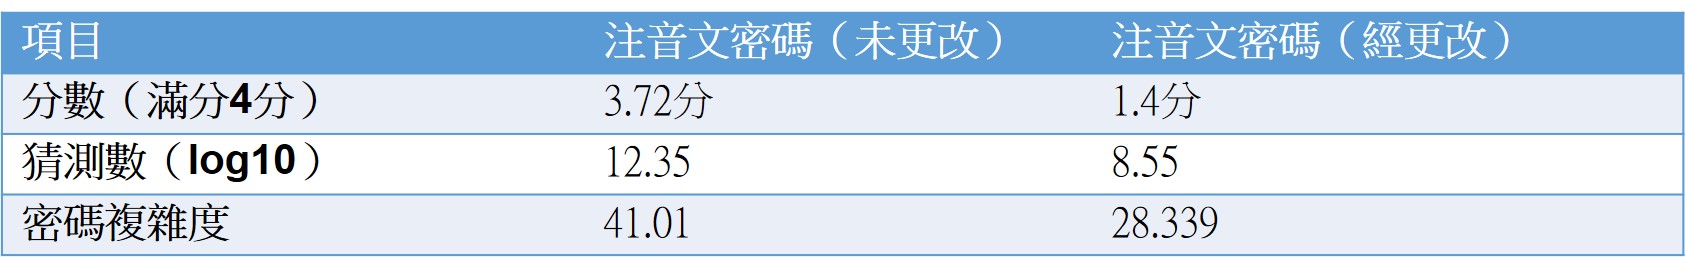 項目 注音文密碼（未更改） 注音文密碼（經更改）
分數（滿分4分） 3.72分 1.4分
猜測數（log10） 12.35 8.55
密碼複雜度 41.01 28.339